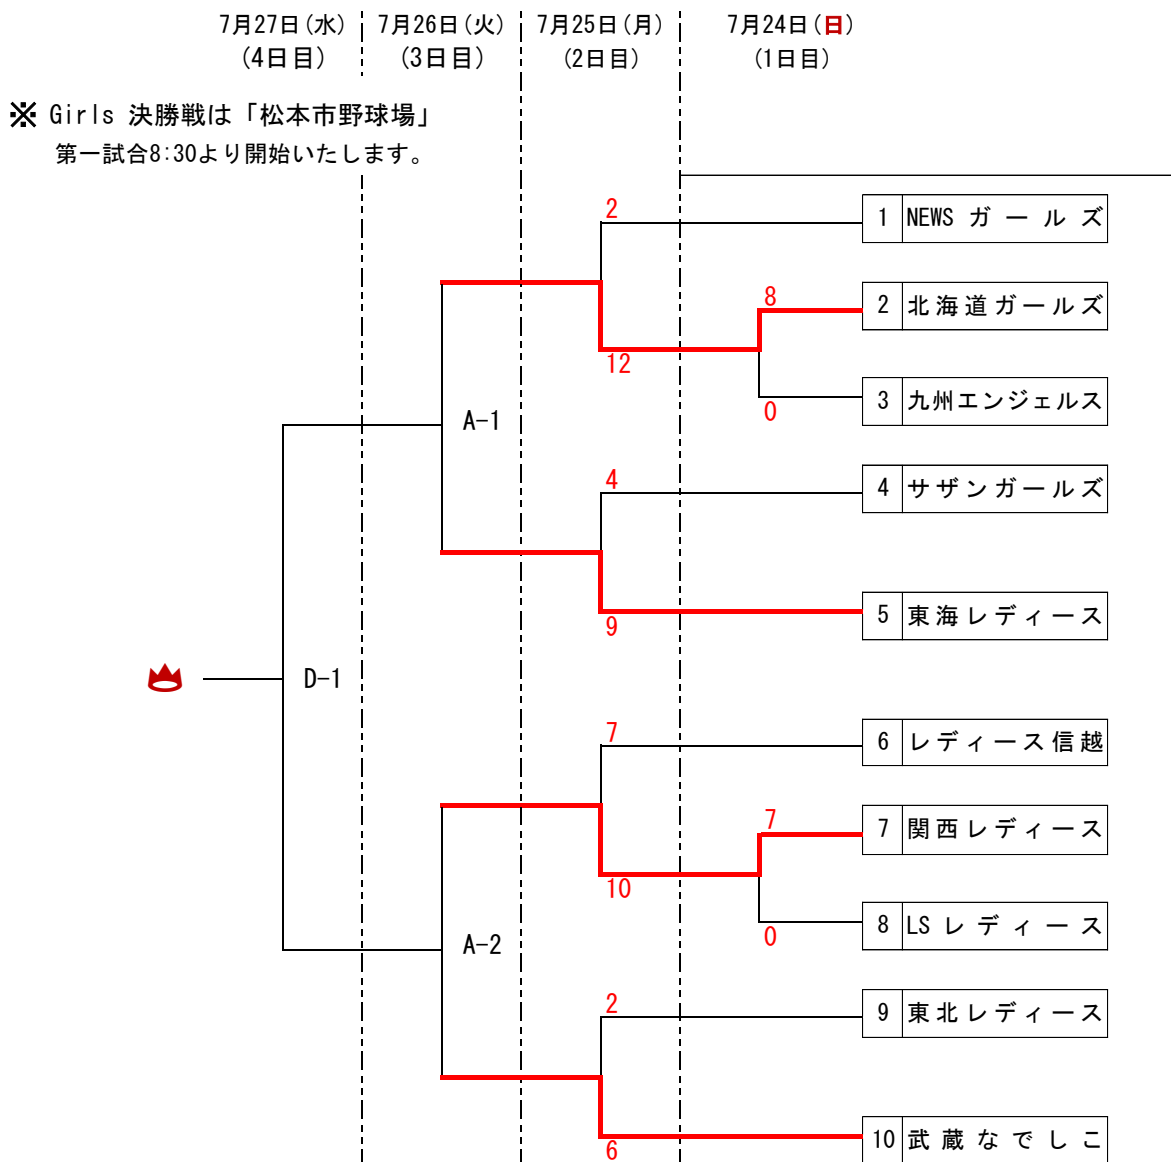 7月27日(水) 7月26日(火) 7月25日(月) 7月24日(日)
(4日目) (3日目) (2日目) (1日目)
※ Girls 決勝戦は「松本市野球場」
第一試合8:30より開始いたします。
2
1 NEWS ガールズ
8
2 北海道ガールズ
12
0
3 九州エンジェルス
A-1
4
4 サザンガールズ
9
5 東海レディース
D-1
7
6 レディース信越
7
7 関西レディース
10
0
8 LS レディース
A-2
2
9 東北レディース
6
10 武蔵なでしこ